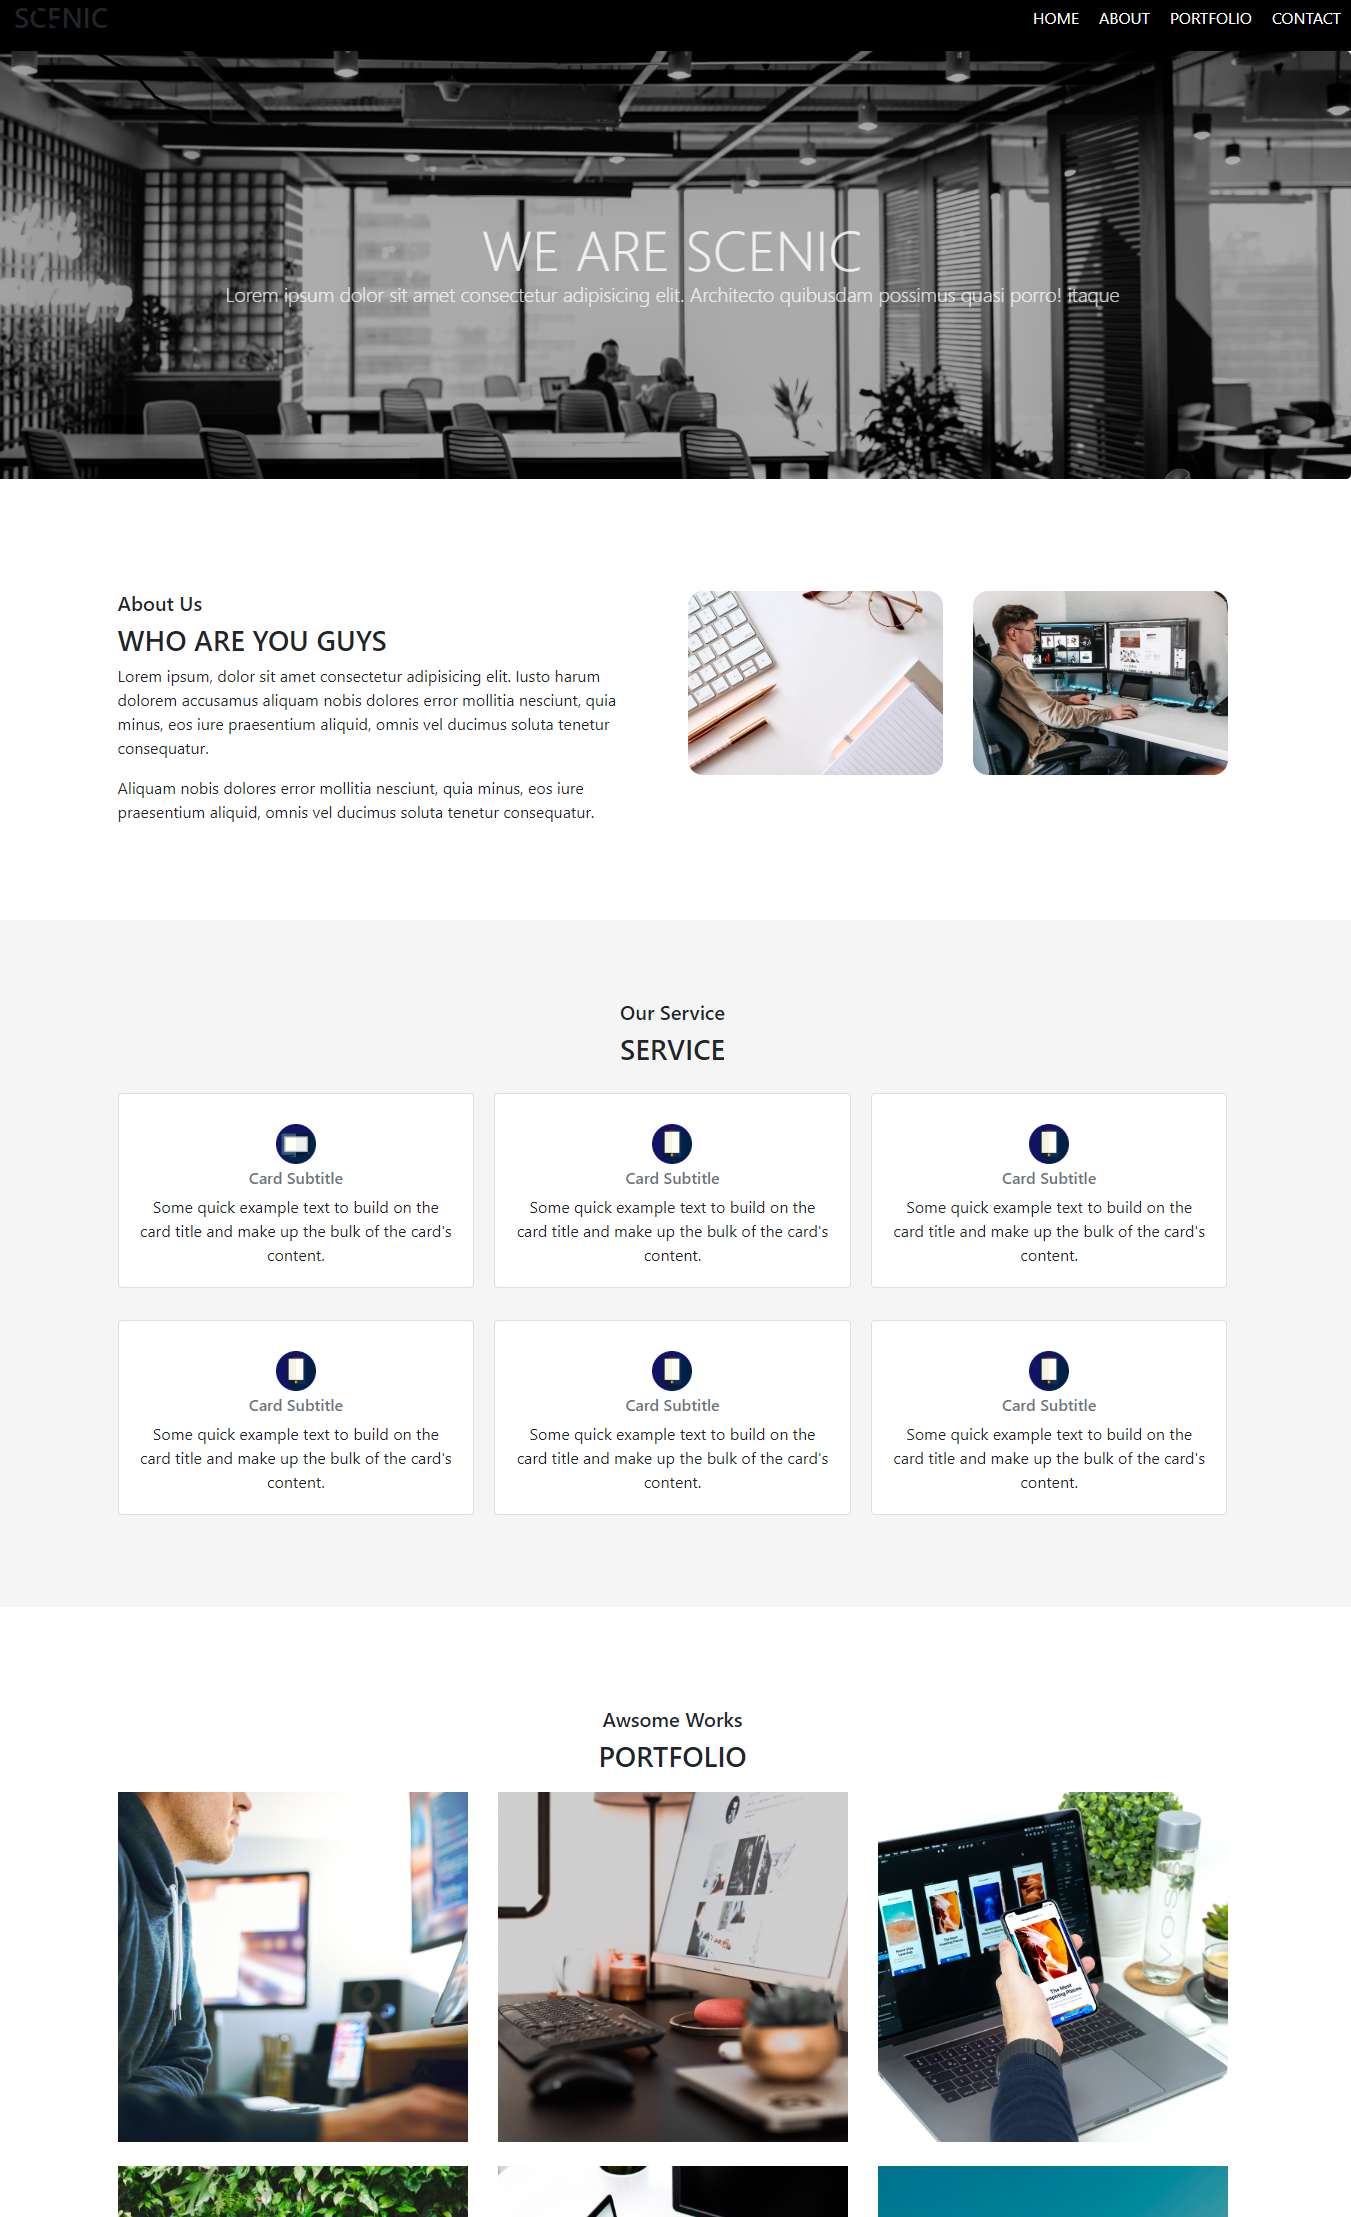 SCENIC
HOME ABOUT PORTFOLIO CONTACT
WE ARE SCENIC
Lorem ipsum dolor sit amet consectetur adipisicing elit. Architecto quibusdam possimus quasi porro! itaque
About Us
WHO ARE YOU GUYS
Lorem ipsum, dolor sit amet consectetur adipisicing elit. Iusto harum
dolorem accusamus aliquam nobis dolores error mollitia nesciunt, quia
minus, eos iure praesentium aliquid, omnis vel ducimus soluta tenetur
consequatur.
Aliquam nobis dolores error mollitia nesciunt, quia minus, eos iure
praesentium aliquid, omnis vel ducimus soluta tenetur consequatur.
Our Service
SERVICE
Card Subtitle
Some quick example text to build on the
card title and make up the bulk of the card's
content.
Card Subtitle
Some quick example text to build on the
card title and make up the bulk of the card's
content.
Card Subtitle
Some quick example text to build on the
card title and make up the bulk of the card's
content.
Card Subtitle
Some quick example text to build on the
card title and make up the bulk of the card's
content.
Card Subtitle
Some quick example text to build on the
card title and make up the bulk of the card's
content.
Card Subtitle
Some quick example text to build on the
card title and make up the bulk of the card's
content.
Awsome Works
PORTFOLIO
The Most
Inspiring Places
VOSS